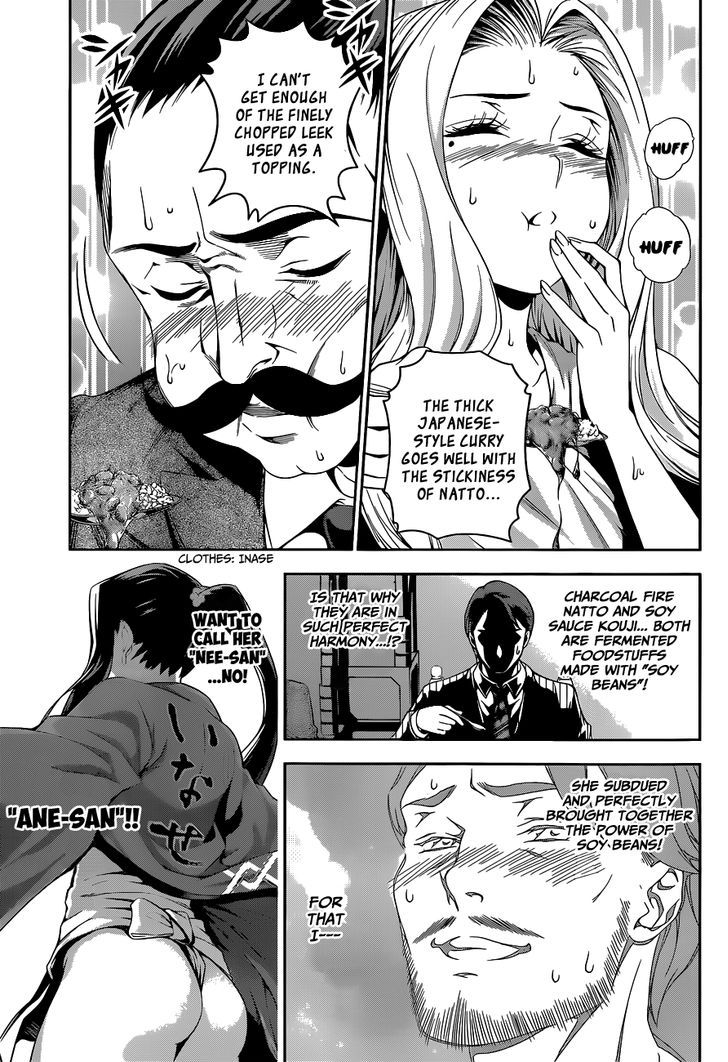 HUFF
HUFF
THE THICK
JAPANESE-
STYLE CURRY
GOES WELL WITH
THE STICKINESS
OF NATTO...
I CAN'T
GET ENOUGH
OF THE FINELY
CHOPPED LEEK
USED AS A
TOPPING.
CHARCOAL FIRE
NATTO AND SOY
SAUCE KOUJI... BOTH
ARE FERMENTED
FOODSTUFFS
MADE WITH "SOY
BEANS"!
IS THAT WHY
THEY ARE IN
SUCH PERFECT
HARMONY...!?
SHE SUBDUED
AND PERFECTLY
BROUGHT TOGETHER
THE POWER OF
SOY BEANS!
FOR
THAT
I---
CLOTHES: INASE
WANT TO
CALL HER
"NEE-SAN"
...NO!
いなせ
"ANE-SAN"!!